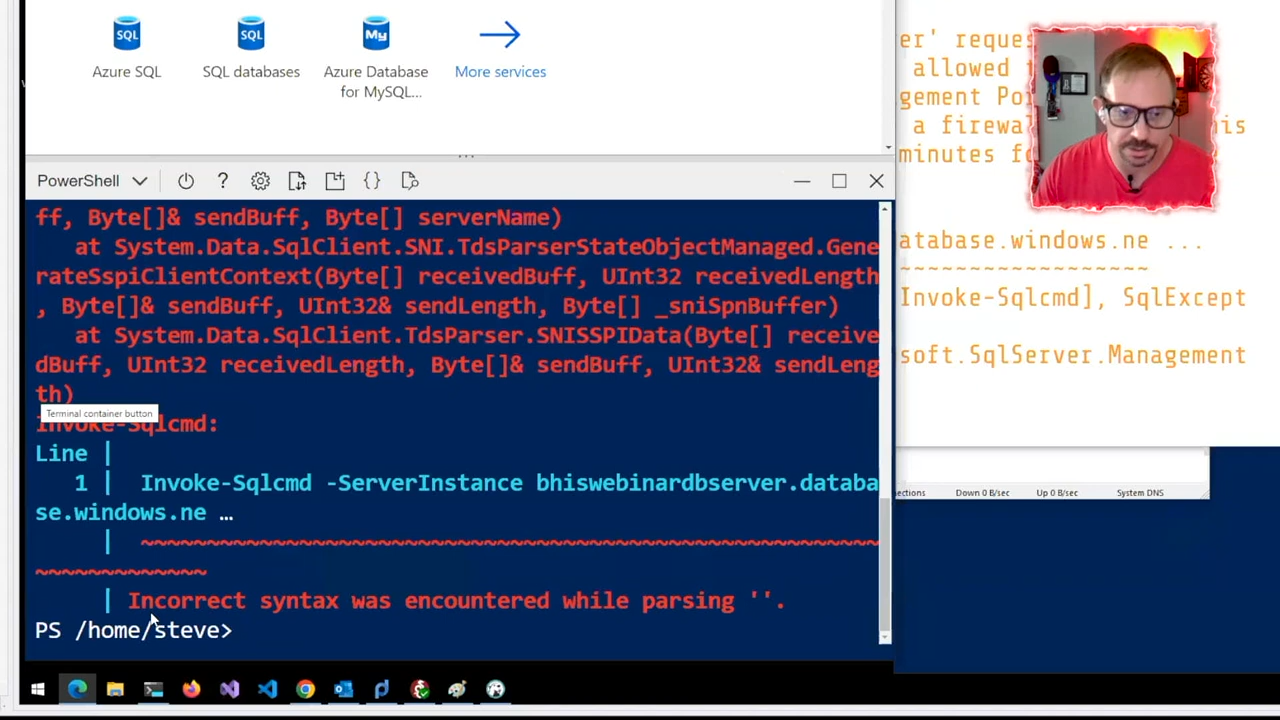 Azure SQL
SQL databases
Azure Database
for MySQL...
More services
SQL
SQL
My
PowerShell
?
{}
ff, Byte[]& sendBuff, Byte[] serverName)
at System.Data.SqlClient.SNI.TdsParserStateObjectManaged.Gene
rateSspiClientContext(Byte[] receivedBuff, UInt32 receivedLength
, Byte[]& sendBuff, UInt32& sendLength, Byte[] _sniSpnBuffer)
at System.Data.SqlClient.TdsParser.SNISSPIData(Byte[] receive
dBuff, UInt32 receivedLength, Byte[]& sendBuff, UInt32& sendLeng
th)
Terminal container button
Invoke-Sqlcmd:
Line |
1 | Invoke-Sqlcmd -ServerInstance bhiswebinardbserver.databa
se.windows.ne …
| ~~~~~~~~~~~~~~~~~~~~~~~~~~~~~~~~~~~~~~~~~~~~~~~~~~~~~~~~
~~~~~~~~~~~~~
| Incorrect syntax was encountered while parsing ''.
PS /home/steve>
er' reque
allowed
gement Po
a firewa
minutes fo
atabase.windows.ne ...
~~~~~~~~~~~~~~~~~~~
Invoke-Sqlcmd], SqlExcept
soft.SqlServer.Management
Down 0 B/sec
Up 0 B/sec
System DNS